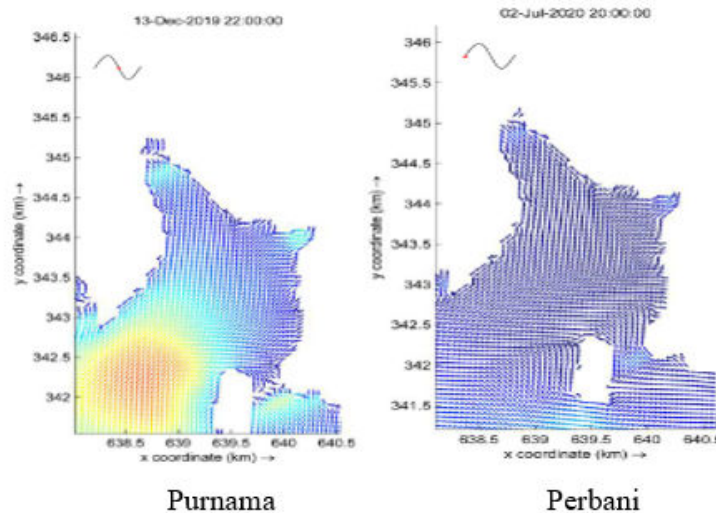 13-Dec-2019 22:00:00
346.5
346
345.5
345
344.5
344
343.5
343
342.5
342
638.5 639 639.5 640 640.5
x coordinate (km) →
y coordinate (km) →
Purnama
02-Jul-2020 20:00:00
346
345.5
345
344.5
344
343.5
343
342.5
342
341.5
638.5 639 639.5 640 640.5
x coordinate (km) →
y coordinate (km) →
Perbani